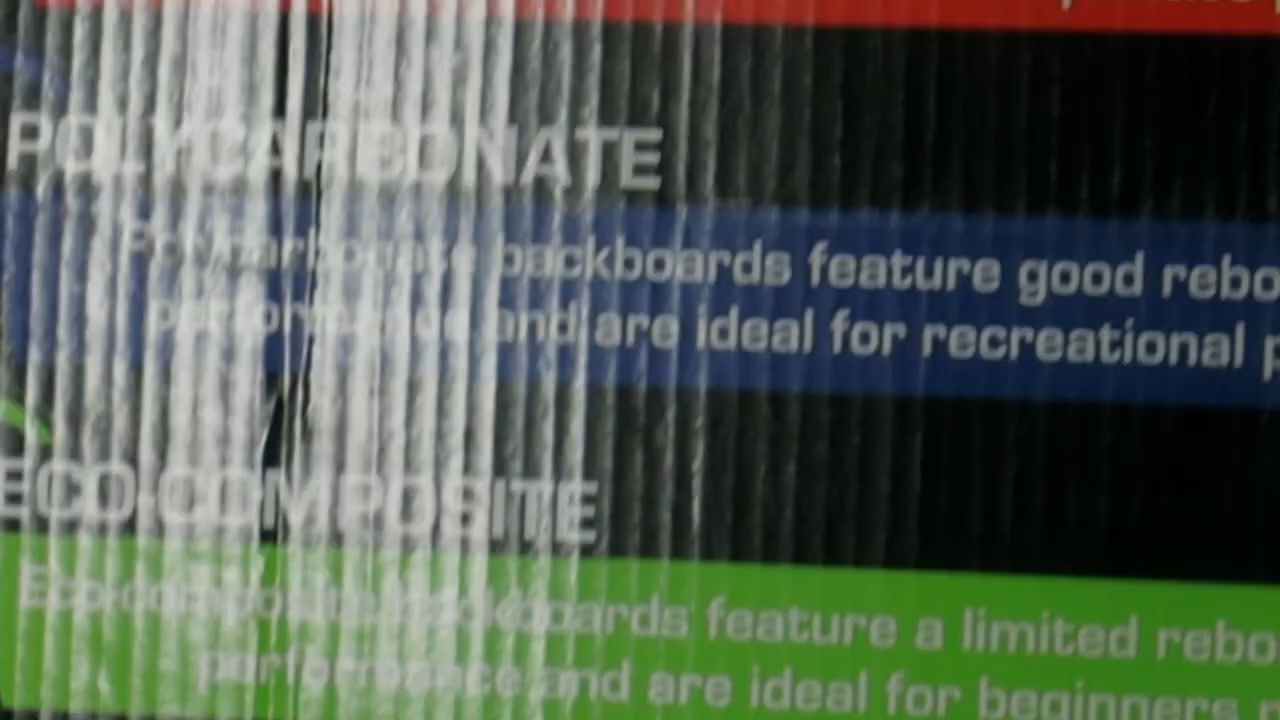 POLYCARBONATE
Polycarbonate backboards feature good rebo
performance and are ideal for recreational p
ECO-COMPOSITE
Eco-composite backboards feature a limited rebo
performance and are ideal for beginners p